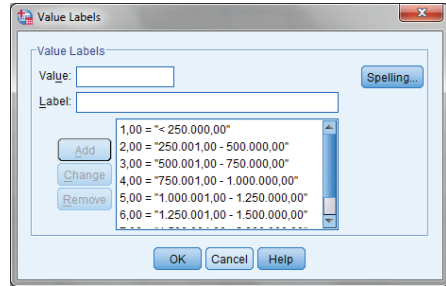 Value Labels
Value Labels
Value:
Spelling...
Label:
Add
Change
Remove
1,00 = "< 250.000,00"
2,00 = "250.001,00 - 500.000,00"
3,00 = "500.001,00 - 750.000,00"
4,00 = "750.001,00 - 1.000.000,00"
5,00 = "1.000.001,00 - 1.250.000,00"
6,00 = "1.250.001,00 - 1.500.000,00"
OK Cancel Help